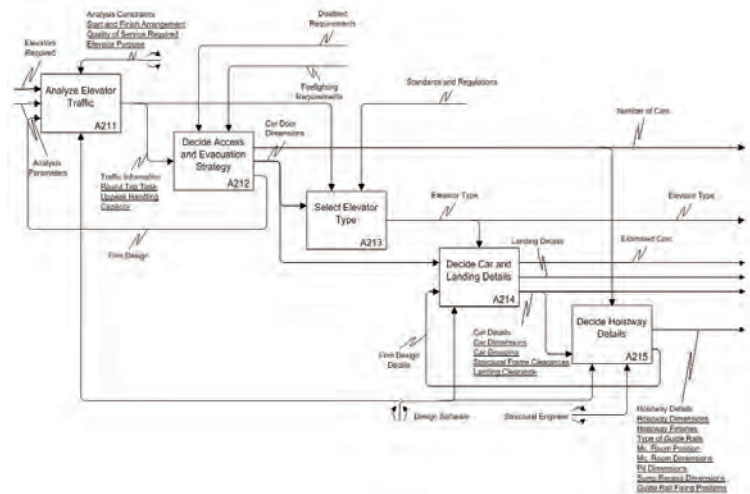 Analysis Constraints
Start and Finish Arrangement
Quality of Service Required
Elevator Purpose
Disabled
Requirements
Elevators
Required
Firefighting
Requirements
Standards and Regulations
Analyze Elevator
Traffic
A211
Number of Cars
Car Door
Dimensions
Decide Access
and Evacuation
Strategy
A212
Analysis
Parameters
Traffic Information
Round Trip Time
Uppeak Handling
Capacity
Select Elevator
Type
A213
Elevator Type
Elevator Type
Firm Design
Landing Details
Estimated Cost
Decide Car and
Landing Details
A214
Decide Hoistway
Details
A215
Car Details
Car Dimensions
Car Grouping
Structural Frame Clearances
Landing Clearance
Firm Design
Details
Design Software
Structural Engineer
Hoistway Details
Hoistway Dimensions
Hoistway Finishes
Type of Guide Rails
Mc. Room Position
Mc. Room Dimensions
Pit Dimensions
Sump Recess Dimensions
Guide Rail Fixing Positions